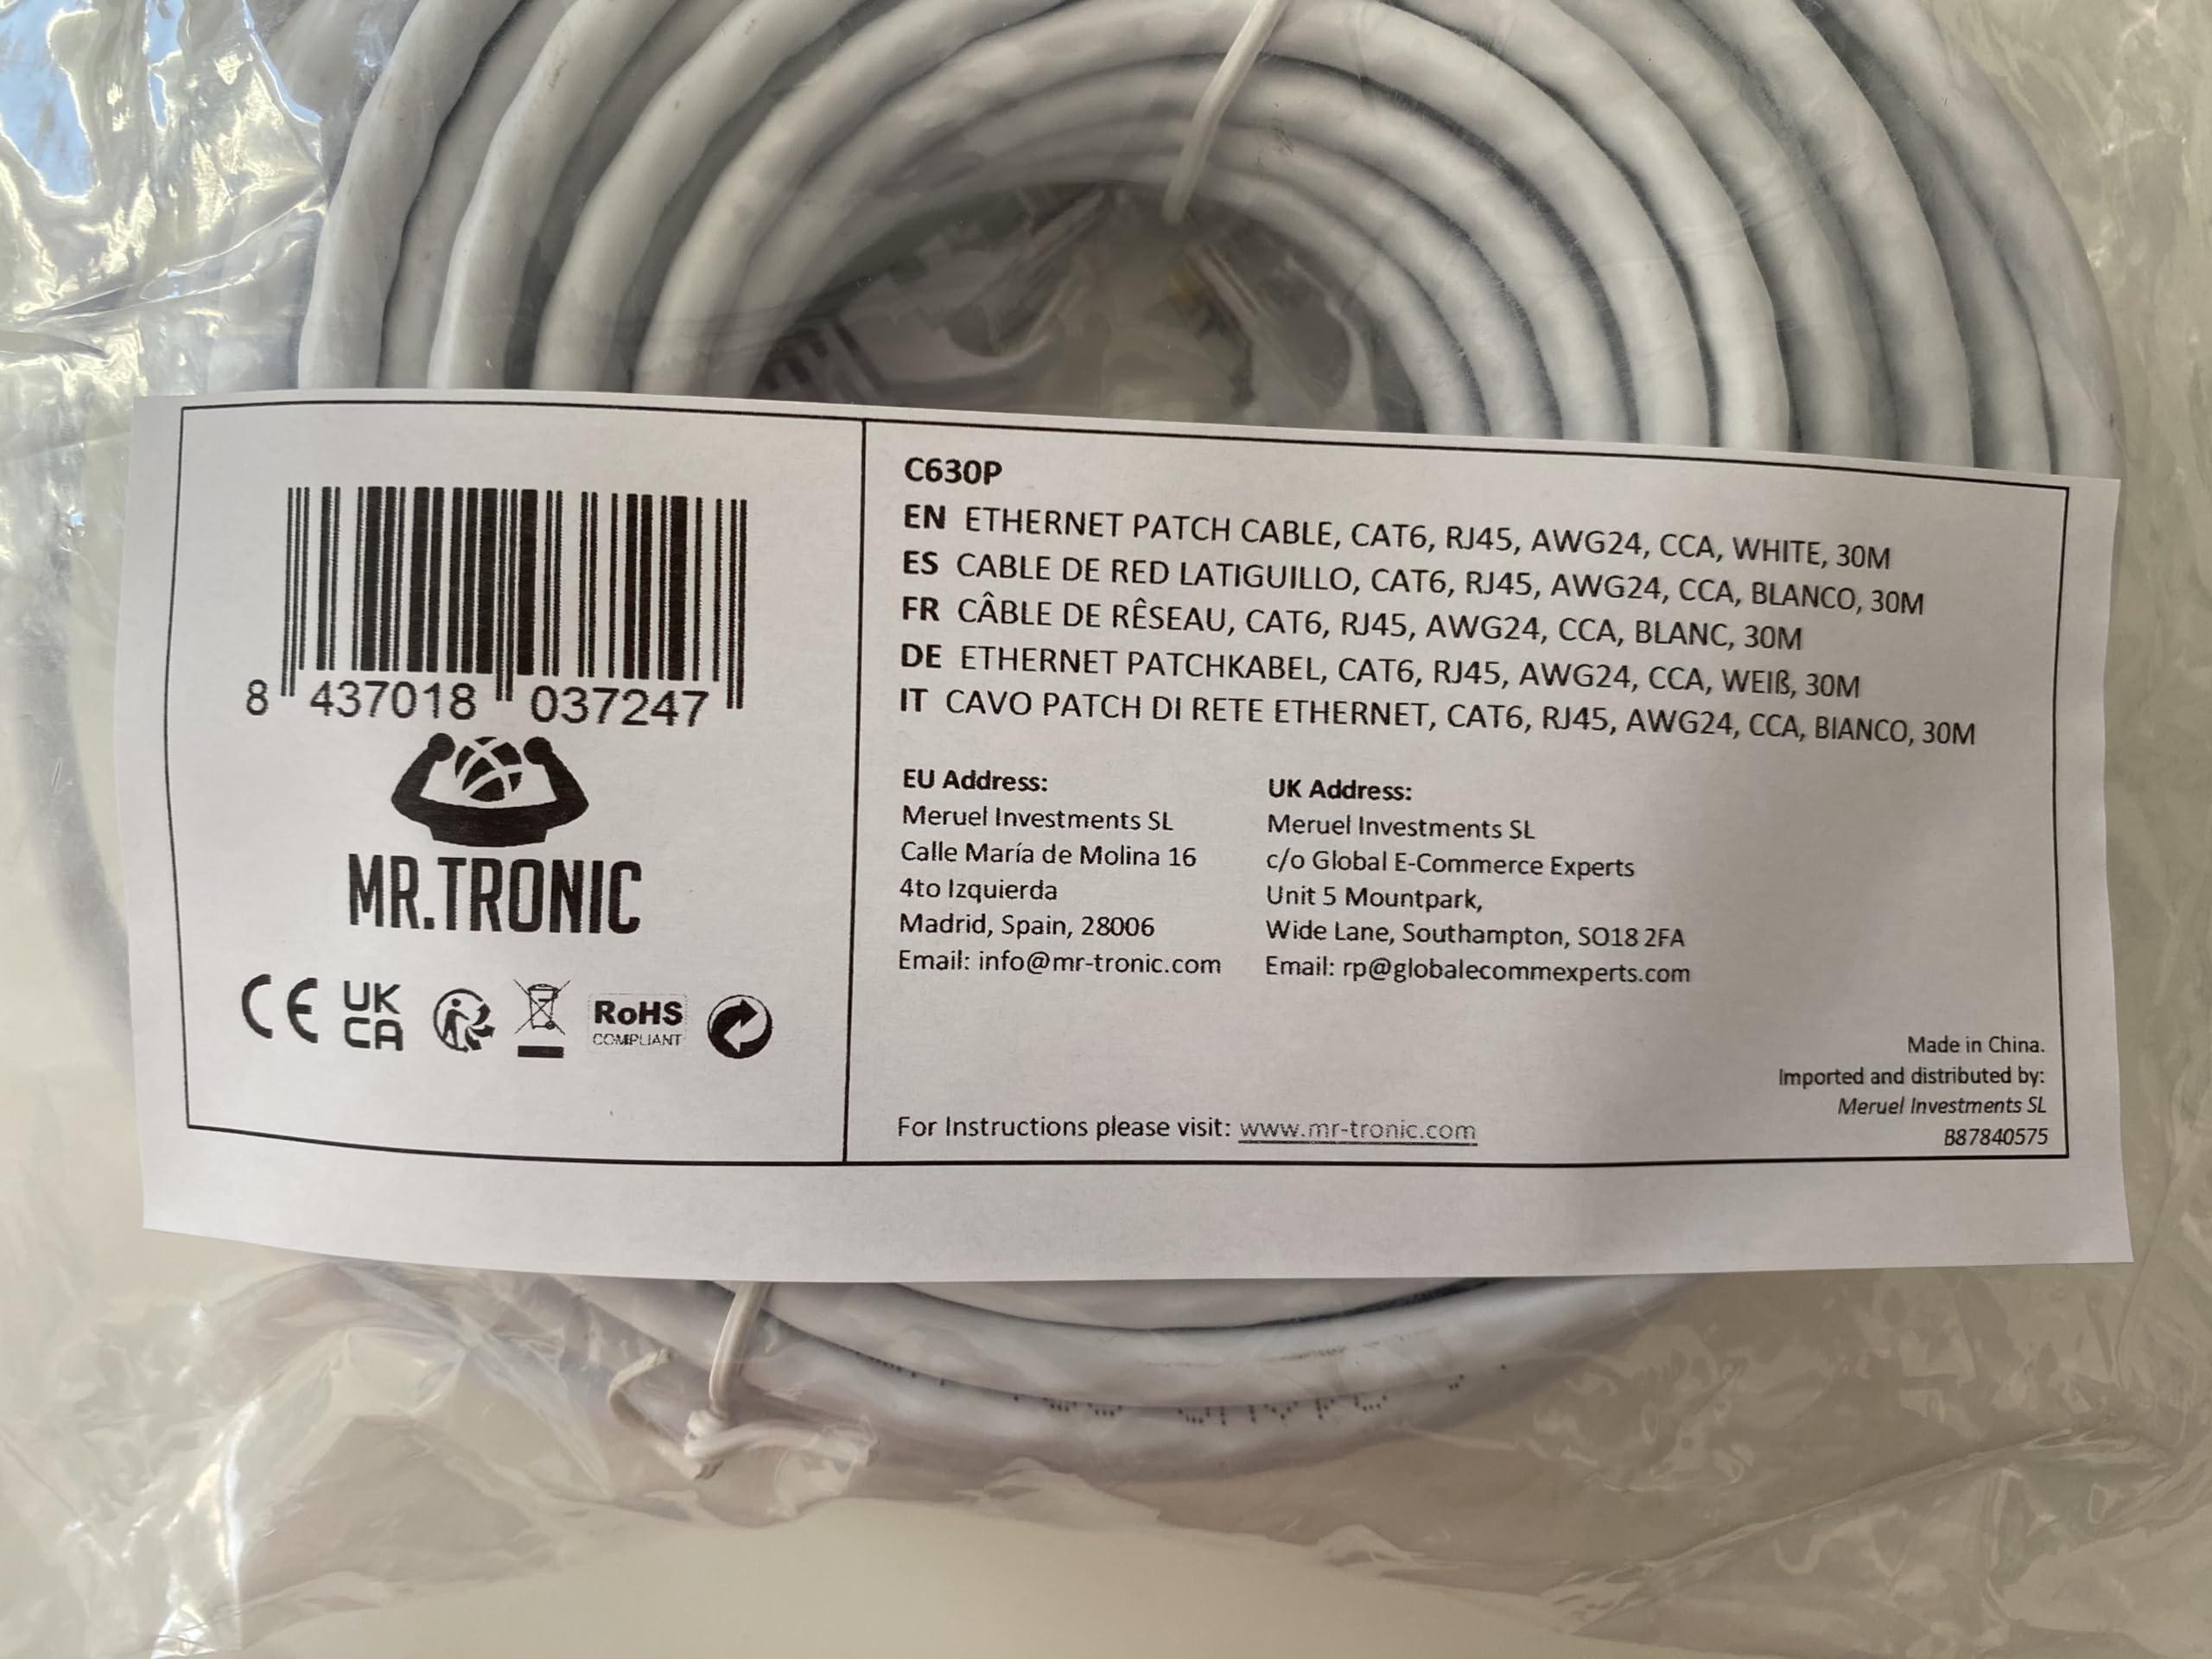 C630P
EN ETHERNET PATCH CABLE, CAT6, RJ45, AWG24, CCA, WHITE, 30M
ES CABLE DE RED LATIGUILLO, CAT6, RJ45, AWG24, CCA, BLANCO, 30M
FR CÂBLE DE RÊSEAU, CAT6, RJ45, AWG24, CCA, BLANC, 30M
DE ETHERNET PATCHKABEL, CAT6, RJ45, AWG24, CCA, WEIß, 30M
IT CAVO PATCH DI RETE ETHERNET, CAT6, RJ45, AWG24, CCA, BIANCO, 30M
8 437018 037247
MR.TRONIC
CE UK CA RoHS COMPLIANT
EU Address:
Meruel Investments SL
Calle María de Molina 16
4to Izquierda
Madrid, Spain, 28006
Email: info@mr-tronic.com
UK Address:
Meruel Investments SL
c/o Global E-Commerce Experts
Unit 5 Mountpark,
Wide Lane, Southampton, SO18 2FA
Email: rp@globalecommexperts.com
Made in China.
Imported and distributed by:
Meruel Investments SL
B87840575
For Instructions please visit: www.mr-tronic.com